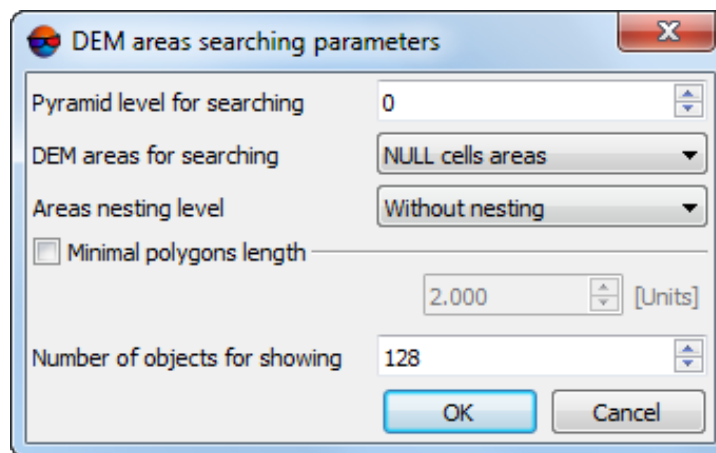 DEM areas searching parameters
Pyramid level for searching 0
DEM areas for searching NULL cells areas
Areas nesting level Without nesting
Minimal polygons length
2.000 [Units]
Number of objects for showing 128
OK Cancel